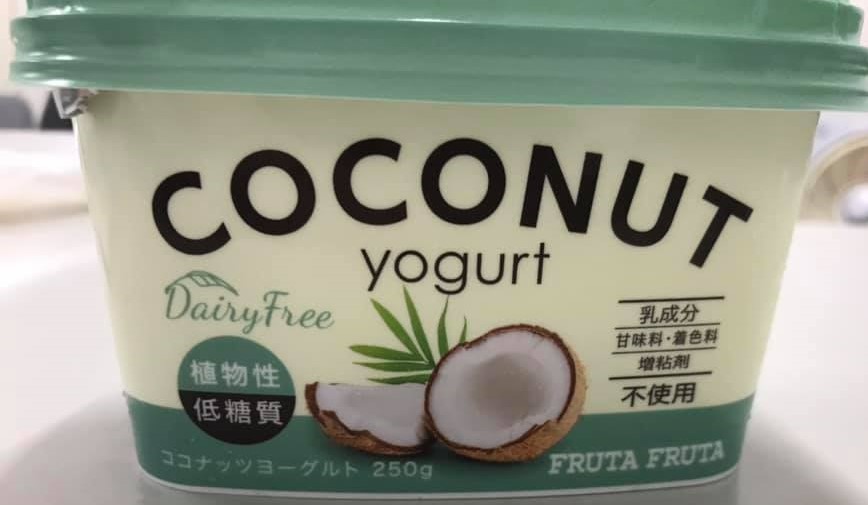 COCONUT
yogurt
DairyFree
植物性
低糖質
乳成分
甘味料・着色料
増粘剤
不使用
ココナッツヨーグルト 250g
FRUTA FRUTA